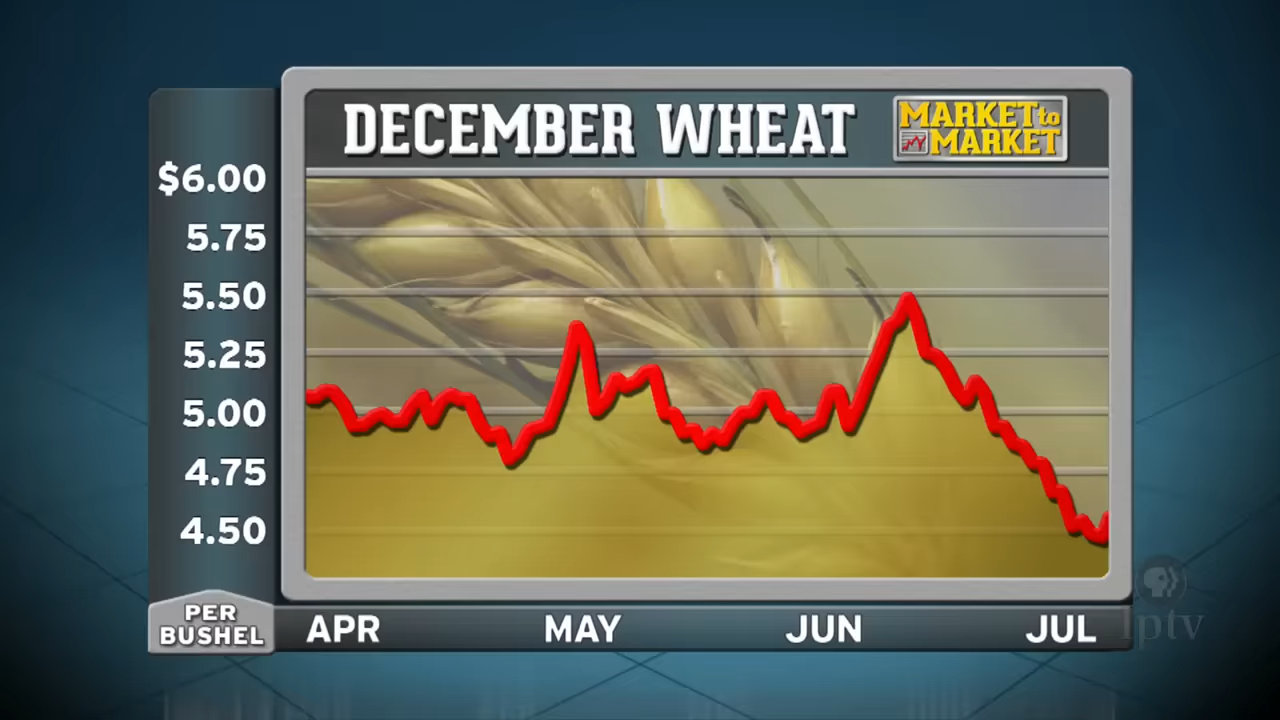 DECEMBER WHEAT
MARKET to
MARKET
$6.00
5.75
5.50
5.25
5.00
4.75
4.50
PER
BUSHEL
APR MAY JUN JUL
Iptv